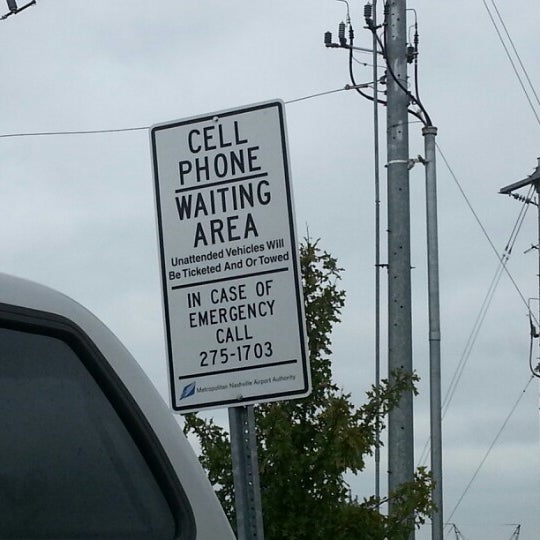 CELL
PHONE
WAITING
AREA
Unattended Vehicles Will
Be Ticketed And Or Towed
IN CASE OF
EMERGENCY
CALL
275-1703
Metropolitan Nashville Airport Authority